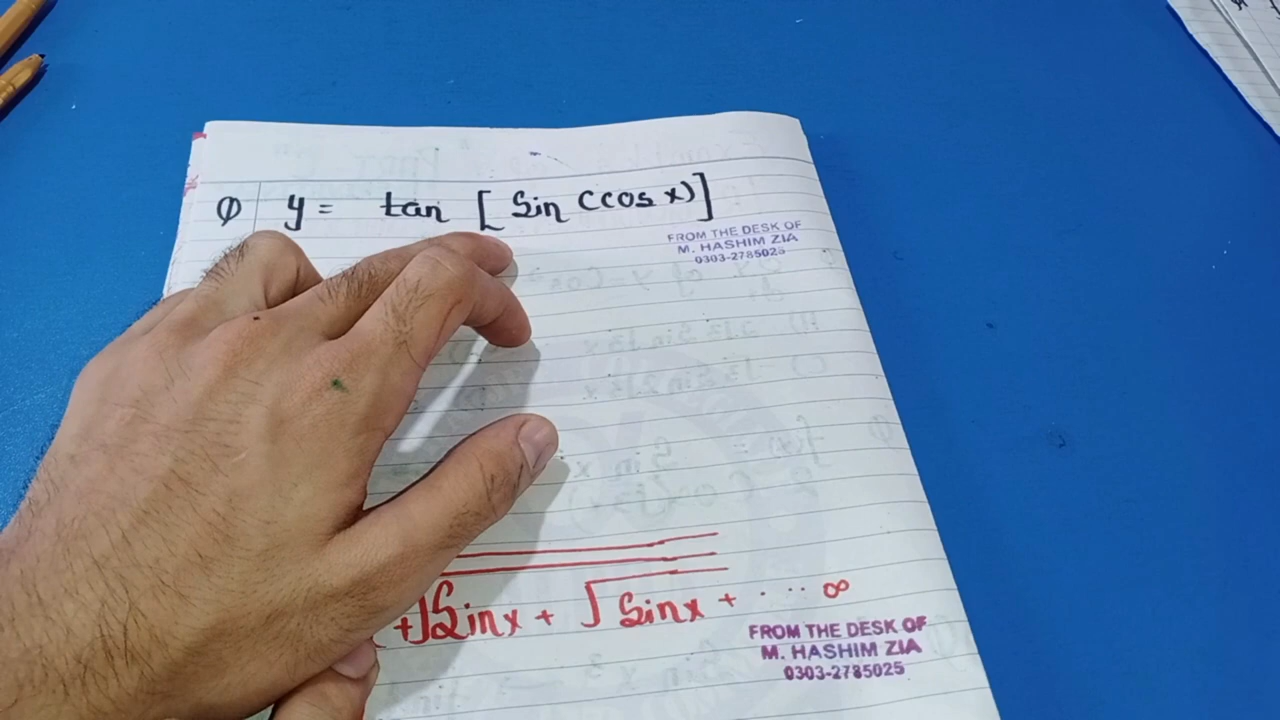 Q y = tan [Sin (cos x)]
FROM THE DESK OF
M. HASHIM ZIA
0303-2785025
+√Sinx + √Sinx + . . . . ∞
FROM THE DESK OF
M. HASHIM ZIA
0303-2785025